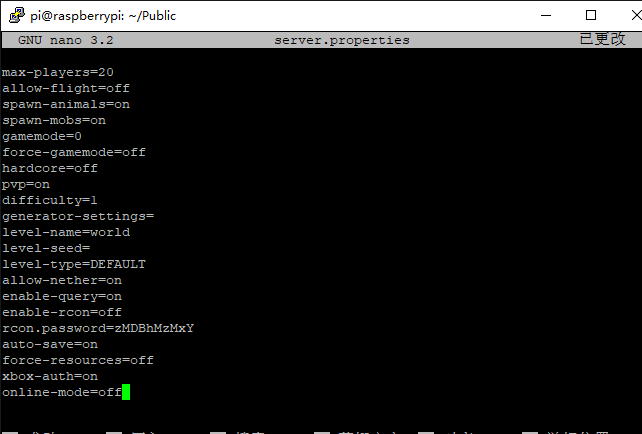 pi@raspberrypi: ~/Public
GNU nano 3.2 server.properties 已更改
max-players=20
allow-flight=off
spawn-animals=on
spawn-mobs=on
gamemode=0
force-gamemode=off
hardcore=off
pvp=on
difficulty=1
generator-settings=
level-name=world
level-seed=
level-type=DEFAULT
allow-nether=on
enable-query=on
enable-rcon=off
rcon.password=zMDBhMzMxY
auto-save=on
force-resources=off
xbox-auth=on
online-mode=off